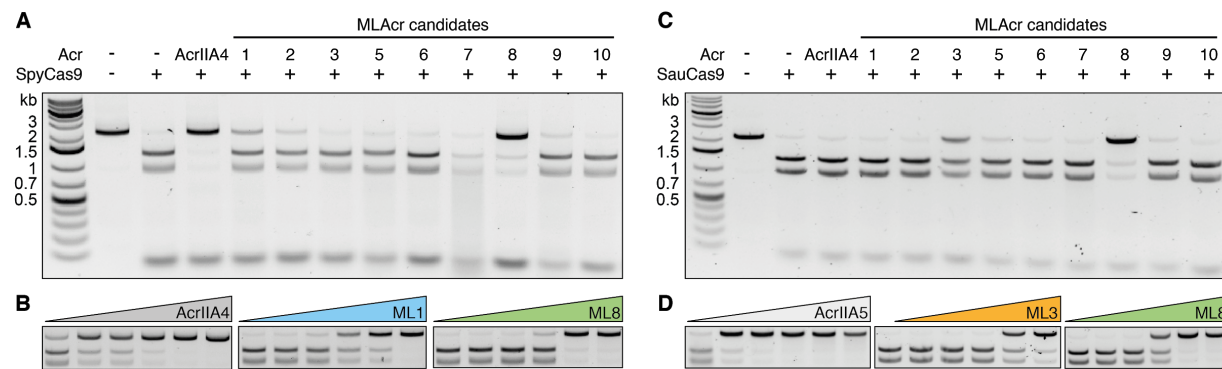 A
MLAcr candidates
Acr - - AcrIIA4 1 2 3 5 6 7 8 9 10
SpyCas9 - + + + + + + + + + + +
kb
3
2
1.5
1
0.7
0.5
B
AcrIIA4
ML1
ML8
C
MLAcr candidates
Acr - - AcrIIA4 1 2 3 5 6 7 8 9 10
SauCas9 - + + + + + + + + + + +
kb
3
2
1.5
1
0.7
0.5
D
AcrIIA5
ML3
ML8